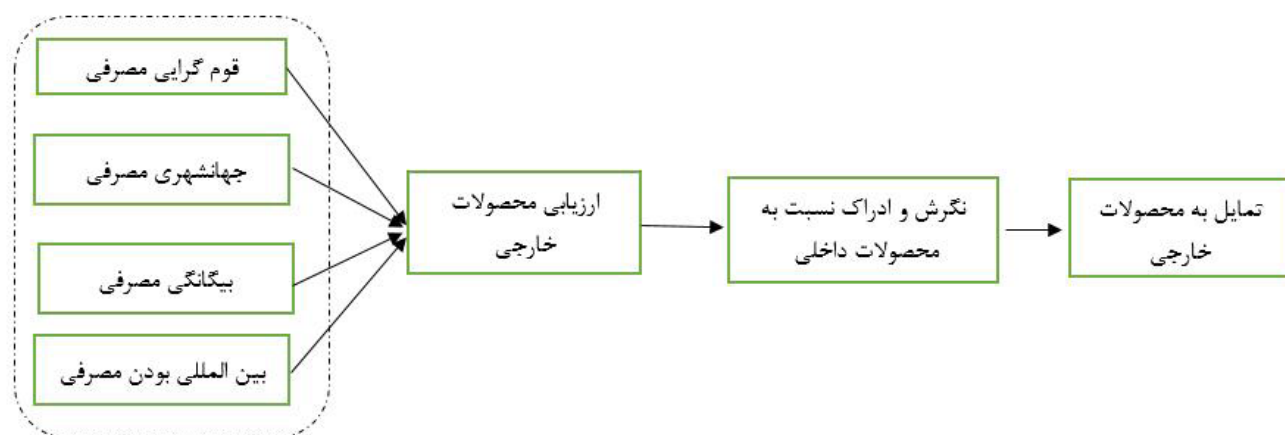 قوم گرایی مصرفی
جهانشهری مصرفی
بیگانگی مصرفی
بین المللی بودن مصرفی
ارزیابی محصولات
خارجی
نگرش و ادراک نسبت به
محصولات داخلی
تمایل به محصولات
خارجی